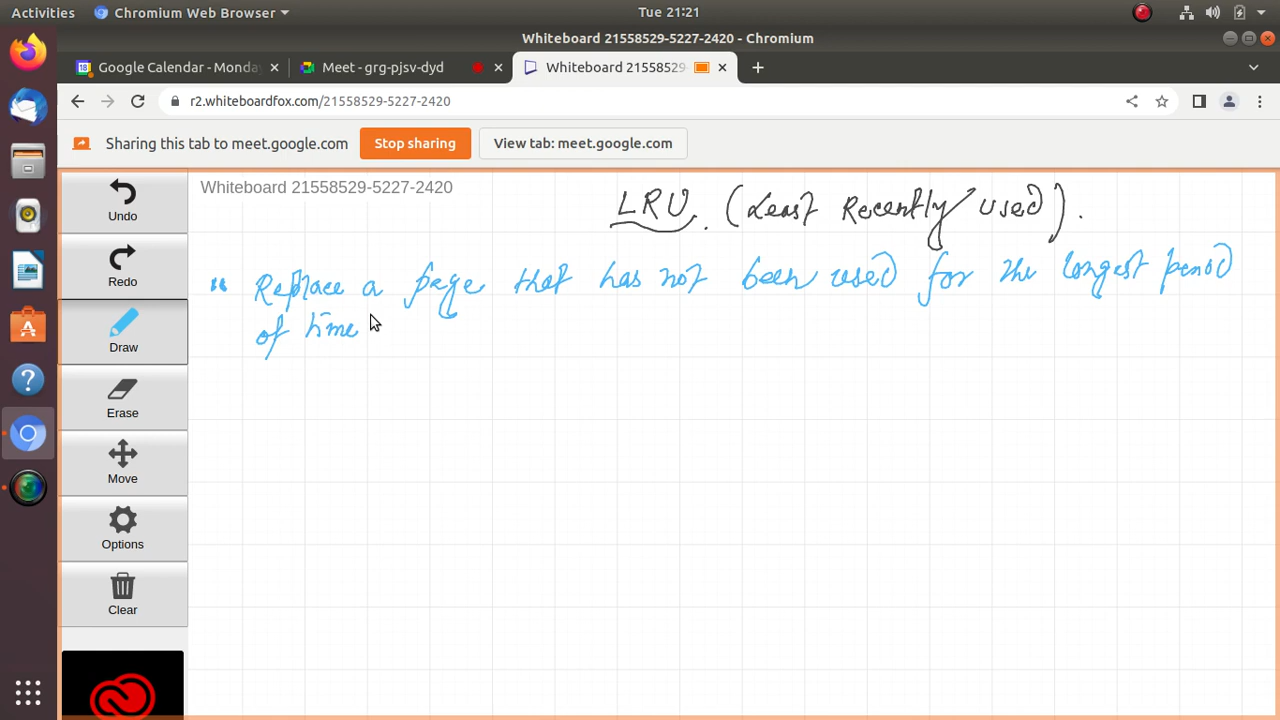 Activities Chromium Web Browser Tue 21:21
Whiteboard 21558529-5227-2420 - Chromium
Google Calendar - Monda Meet - grg-pjsv-dyd Whiteboard 21558529
r2.whiteboardfox.com/21558529-5227-2420
Sharing this tab to meet.google.com Stop sharing View tab: meet.google.com
Whiteboard 21558529-5227-2420
LRU. (Least Recently used).
Undo
" Replace a page that has not been used for the longest period
of time
Redo
Draw
Erase
Move
Options
Clear